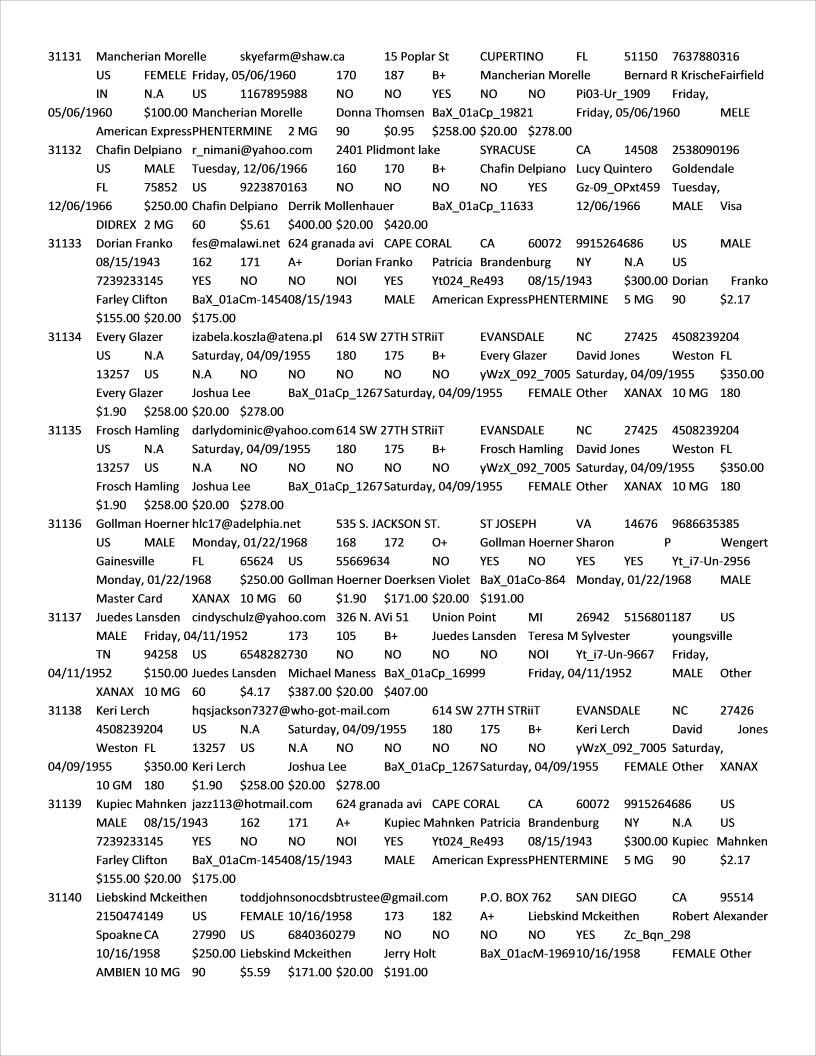 31131 Mancherian Morelle skyefarm@shaw.ca 15 Poplar St CUPERTINO FL 51150 7637880316
US FEMELE Friday, 05/06/1960 170 187 B+ Mancherian Morelle Bernard R KrischeFairfield
IN N.A US 1167895988 NO NO YES NO NO Pi03-Ur_1909 Friday,
05/06/1960 $100.00 Mancherian Morelle Donna Thomsen BaX_01aCp_19821 Friday, 05/06/1960 MELE
American ExpressPHENTERMINE 2 MG 90 $0.95 $258.00 $20.00 $278.00
31132 Chafin Delpiano r_nimani@yahoo.com 2401 Plidmont lake SYRACUSE CA 14508 2538090196
US MALE Tuesday, 12/06/1966 160 170 B+ Chafin Delpiano Lucy Quintero Goldendale
FL 75852 US 9223870163 NO NO NO NO YES Gz-09_OPxt459 Tuesday,
12/06/1966 $250.00 Chafin Delpiano Derrik Mollenhauer BaX_01aCp_11633 12/06/1966 MALE Visa
DIDREX 2 MG 60 $5.61 $400.00 $20.00 $420.00
31133 Dorian Franko fes@malawi.net 624 granada avi CAPE CORAL CA 60072 9915264686 US MALE
08/15/1943 162 171 A+ Dorian Franko Patricia Brandenburg NY N.A US
7239233145 YES NO NO NOI YES Yt024_Re493 08/15/1943 $300.00 Dorian Franko
Farley Clifton BaX_01aCm-145408/15/1943 MALE American ExpressPHENTERMINE 5 MG 90 $2.17
$155.00 $20.00 $175.00
31134 Every Glazer izabela.koszla@atena.pl 614 SW 27TH STRiiT EVANSDALE NC 27425 4508239204
US N.A Saturday, 04/09/1955 180 175 B+ Every Glazer David Jones Weston FL
13257 US N.A NO NO NO NO NO yWzX_092_7005 Saturday, 04/09/1955 $350.00
Every Glazer Joshua Lee BaX_01aCp_1267Saturday, 04/09/1955 FEMALE Other XANAX 10 MG 180
$1.90 $258.00 $20.00 $278.00
31135 Frosch Hamling darlydominic@yahoo.com614 SW 27TH STRiiT EVANSDALE NC 27425 4508239204
US N.A Saturday, 04/09/1955 180 175 B+ Frosch Hamling David Jones Weston FL
13257 US N.A NO NO NO NO NO yWzX_092_7005 Saturday, 04/09/1955 $350.00
Frosch Hamling Joshua Lee BaX_01aCp_1267Saturday, 04/09/1955 FEMALE Other XANAX 10 MG 180
$1.90 $258.00 $20.00 $278.00
31136 Gollman Hoerner hlc17@adelphia.net 535 S. JACKSON ST. ST JOSEPH VA 14676 9686635385
US MALE Monday, 01/22/1968 168 172 O+ Gollman Hoerner Sharon P Wengert
Gainesville FL 65624 US 55669634 NO YES NO YES YES Yt_i7-Un-2956
Monday, 01/22/1968 $250.00 Gollman Hoerner Doerksen Violet BaX_01aCo-864 Monday, 01/22/1968 MALE
Master Card XANAX 10 MG 60 $1.90 $171.00 $20.00 $191.00
31137 Juedes Lansden cindyschulz@yahoo.com 326 N. AVi 51 Union Point MI 26942 5156801187 US
MALE Friday, 04/11/1952 173 105 B+ Juedes Lansden Teresa M Sylvester youngsville
TN 94258 US 6548282730 NO NO NO NO NOI Yt_i7-Un-9667 Friday,
04/11/1952 $150.00 Juedes Lansden Michael Maness BaX_01aCp_16999 Friday, 04/11/1952 MALE Other
XANAX 10 MG 60 $4.17 $387.00 $20.00 $407.00
31138 Keri Lerch hqsjackson7327@who-got-mail.com 614 SW 27TH STRiiT EVANSDALE NC 27426
4508239204 US N.A Saturday, 04/09/1955 180 175 B+ Keri Lerch David Jones
Weston FL 13257 US N.A NO NO NO NO NO yWzX_092_7005 Saturday,
04/09/1955 $350.00 Keri Lerch Joshua Lee BaX_01aCp_1267Saturday, 04/09/1955 FEMALE Other XANAX
10 GM 180 $1.90 $258.00 $20.00 $278.00
31139 Kupiec Mahnken jazz113@hotmail.com 624 granada avi CAPE CORAL CA 60072 9915264686 US
MALE 08/15/1943 162 171 A+ Kupiec Mahnken Patricia Brandenburg NY N.A US
7239233145 YES NO NO NOI YES Yt024_Re493 08/15/1943 $300.00 Kupiec Mahnken
Farley Clifton BaX_01aCm-145408/15/1943 MALE American ExpressPHENTERMINE 5 MG 90 $2.17
$155.00 $20.00 $175.00
31140 Liebskind Mckeithen toddjohnsonocdsbtrustee@gmail.com P.O. BOX 762 SAN DIEGO CA 95514
2150474149 US FEMALE 10/16/1958 173 182 A+ Liebskind Mckeithen Robert Alexander
Spoakne CA 27990 US 6840360279 NO NO NO NO YES Zc_Bqn_298
10/16/1958 $250.00 Liebskind Mckeithen Jerry Holt BaX_01acM-196910/16/1958 FEMALE Other
AMBIEN 10 MG 90 $5.59 $171.00 $20.00 $191.00